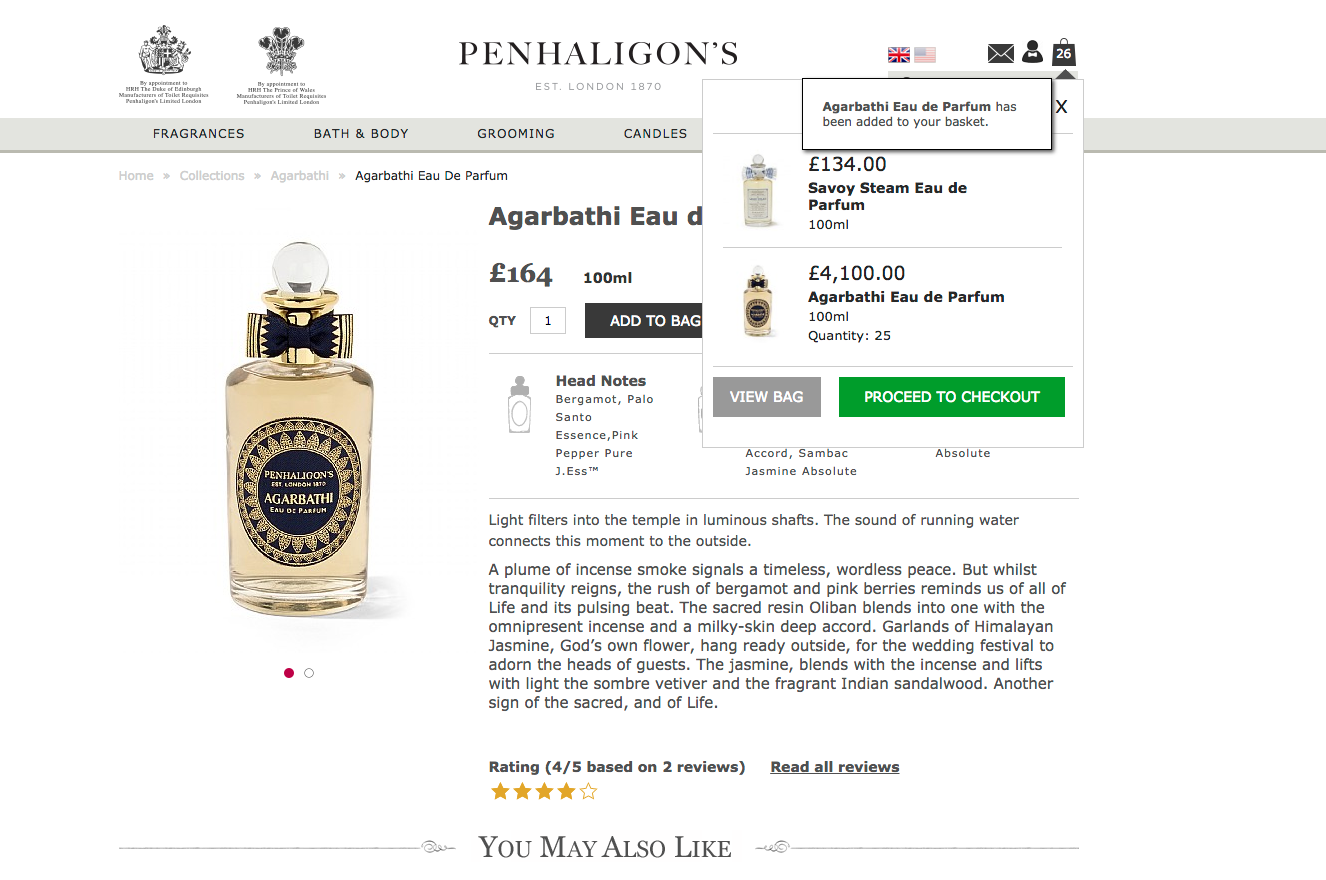 By appointment to
HRH The Duke of Edinburgh
Manufacturers of Toilet Requisites
Penhaligon's Limited London
By appointment to
HRH The Prince of Wales
Manufacturers of Toilet Requisites
Penhaligon's Limited London
PENHALIGON'S
EST. LONDON 1870
26
Agarbathi Eau de Parfum has
been added to your basket.
X
FRAGRANCES
BATH & BODY
GROOMING
CANDLES
Home » Collections » Agarbathi » Agarbathi Eau De Parfum
£134.00
Savoy Steam Eau de
Parfum
100ml
£4,100.00
Agarbathi Eau de Parfum
100ml
Quantity: 25
VIEW BAG
PROCEED TO CHECKOUT
Agarbathi Eau d
£164
100ml
QTY
1
ADD TO BAG
Head Notes
Bergamot, Palo
Santo
Essence,Pink
Pepper Pure
J.Ess™
Accord, Sambac
Jasmine Absolute
Absolute
PENHALIGON'S
EST. LONDON 1870
AGARBATHI
EAU DE PARFUM
Light filters into the temple in luminous shafts. The sound of running water
connects this moment to the outside.
A plume of incense smoke signals a timeless, wordless peace. But whilst
tranquility reigns, the rush of bergamot and pink berries reminds us of all of
Life and its pulsing beat. The sacred resin Oliban blends into one with the
omnipresent incense and a milky-skin deep accord. Garlands of Himalayan
Jasmine, God's own flower, hang ready outside, for the wedding festival to
adorn the heads of guests. The jasmine, blends with the incense and lifts
with light the sombre vetiver and the fragrant Indian sandalwood. Another
sign of the sacred, and of Life.
Rating (4/5 based on 2 reviews)
Read all reviews
YOU MAY ALSO LIKE